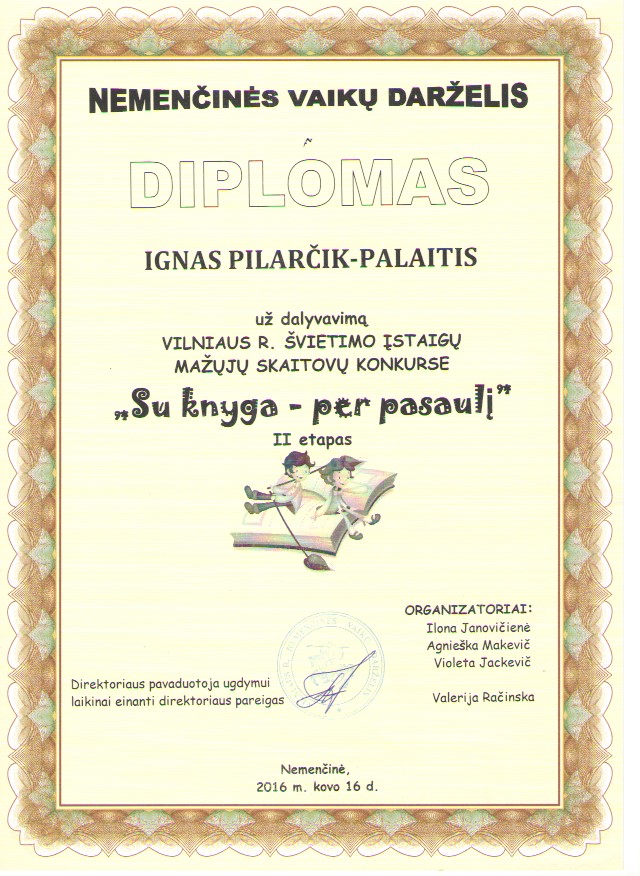 NEMENČINĖS VAIKŲ DARŽELIS
DIPLOMAS
IGNAS PILARČIK-PALAITIS
už dalyvavimą
VILNIAUS R. ŠVIETIMO ĮSTAIGŲ
MAŽŲJŲ SKAITOVŲ KONKURSE
„Su knyga - per pasaulį”
II etapas
ORGANIZATORIAI:
Ilona Janovičienė
Agnieška Makevič
Violeta Jackevič
Direktoriaus pavaduotoja ugdymui
laikinai einanti direktoriaus pareigas
Valerija Račinska
Nemenčinė,
2016 m. kovo 16 d.